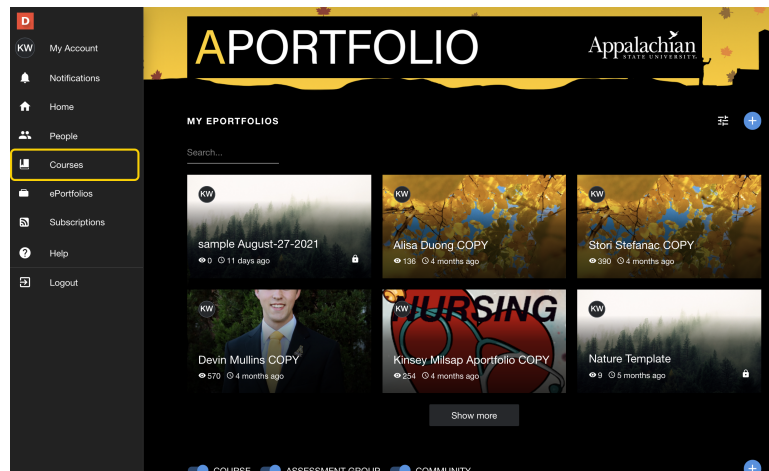 D
KW My Account
Notifications
Home
People
Courses
ePortfolios
Subscriptions
Help
Logout
APORTFOLIO
Appalachian
STATE UNIVERSITY.
MY EPORTFOLIOS
Search...
KW
sample August-27-2021
0 11 days ago
KW
Alisa Duong COPY
136 4 months ago
KW
Stori Stefanac COPY
390 4 months ago
KW
Devin Mullins COPY
570 4 months ago
NURSING
KW
Kinsey Milsap Aportfolio COPY
254 4 months ago
KW
Nature Template
9 5 months ago
Show more
COURSE ASSESSMENT GROUP COMMUNITY